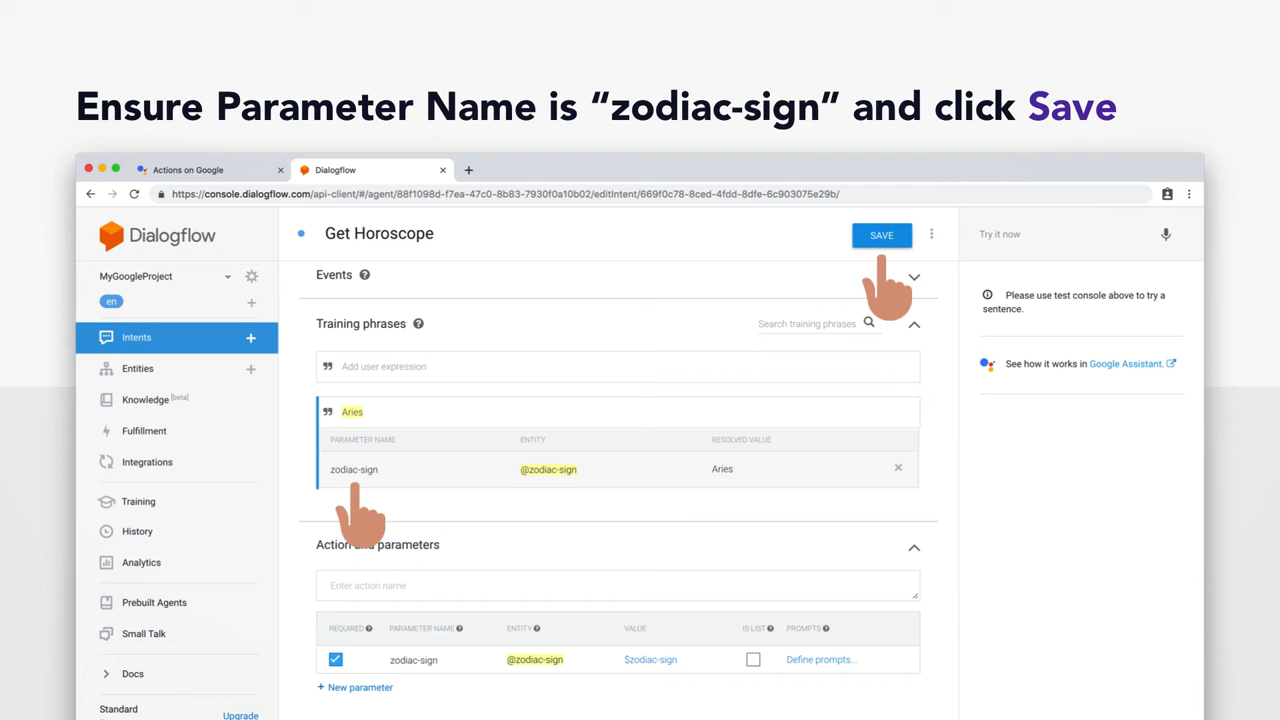 Ensure Parameter Name is “zodiac-sign” and click Save
Actions on Google
Dialogflow
https://console.dialogflow.com/api-client/#/agent/88f1098d-f7ea-47c0-8b83-7930f0a10b02/editIntent/669f0c78-8ced-4fdd-8dfe-6c903075e29b/
Dialogflow
Get Horoscope
SAVE
Try it now
MyGoogleProject
en
Events
Please use test console above to try a
sentence.
Intents
Training phrases
Search training phrases
Entities
Add user expression
See how it works in Google Assistant.
Knowledge [beta]
Aries
Fulfillment
PARAMETER NAME ENTITY RESOLVED VALUE
Integrations
zodiac-sign @zodiac-sign Aries
Training
History
Action and parameters
Analytics
Enter action name
Prebuilt Agents
Small Talk
REQUIRED PARAMETER NAME ENTITY VALUE IS LIST PROMPTS
zodiac-sign @zodiac-sign $zodiac-sign Define prompts...
Docs
+ New parameter
Standard
Upgrade